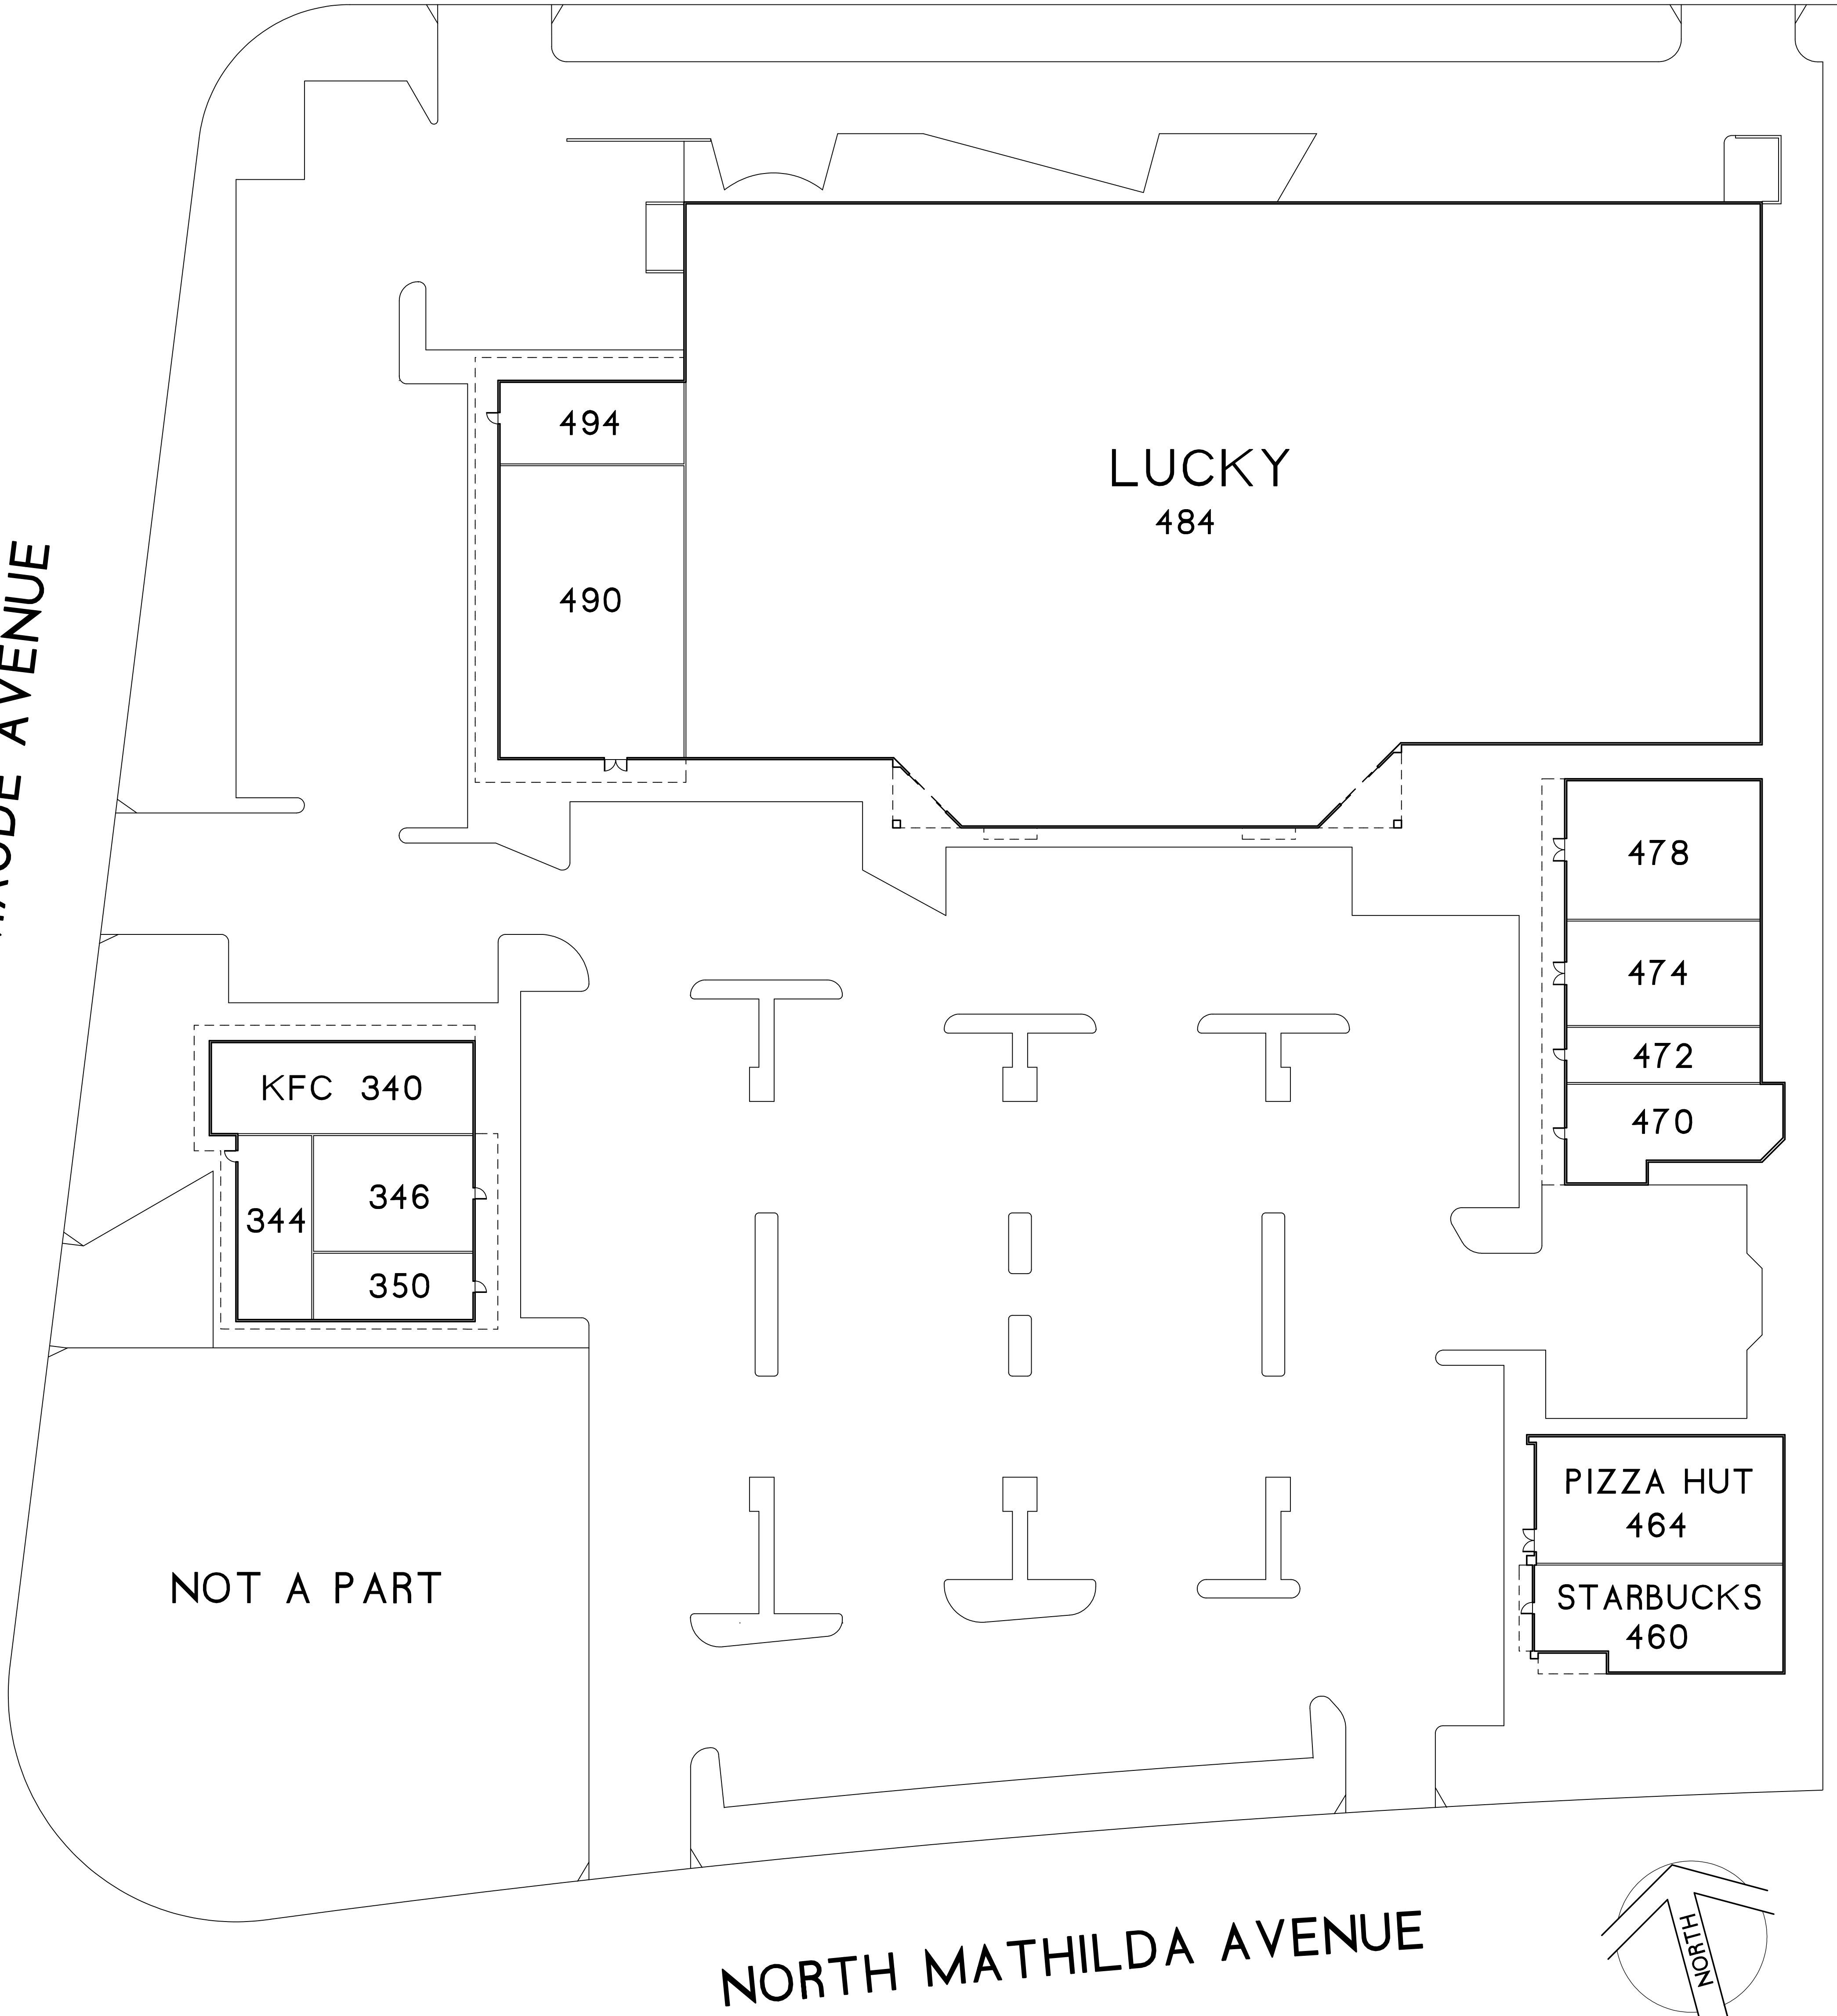 494
LUCKY
484
490
478
474
472
470
KFC 340
346
344
350
PIZZA HUT
464
STARBUCKS
460
NOT A PART
AVENUE
NORTH MATHILDA AVENUE
NORTH